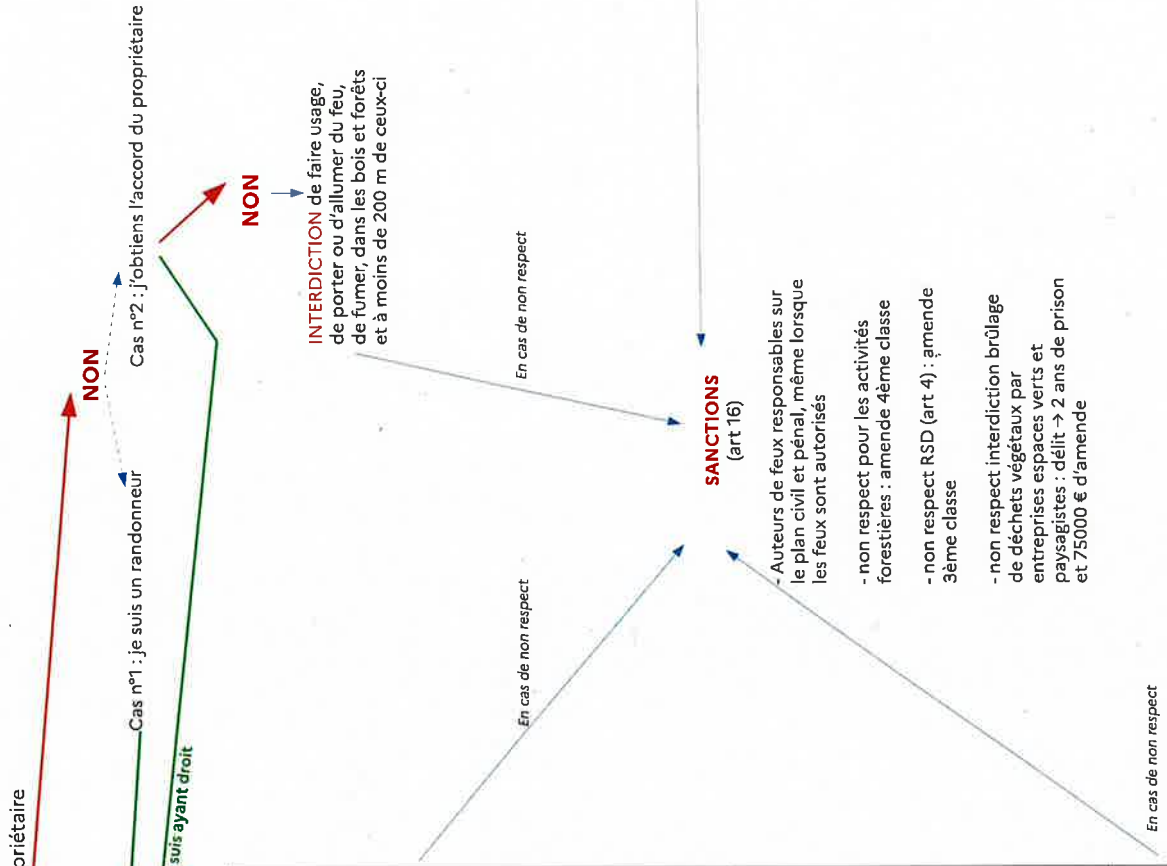 priétaire
NON
Cas n°1 : je suis un randonneur
Cas n°2 : j'obtiens l'accord du propriétaire
suis ayant droit
NON
INTERDICTION de faire usage,
de porter ou d'allumer du feu,
de fumer, dans les bois et forêts
et à moins de 200 m de ceux-ci
En cas de non respect
En cas de non respect
SANCTIONS
(art 16)
- Auteurs de feux responsables sur
le plan civil et pénal, même lorsque
les feux sont autorisés
- non respect pour les activités
forestières : amende 4ème classe
- non respect RSD (art 4) : amende
3ème classe
- non respect interdiction brûlage
de déchets végétaux par
entreprises espaces verts et
paysagistes : délit → 2 ans de prison
et 75000 € d'amende
En cas de non respect